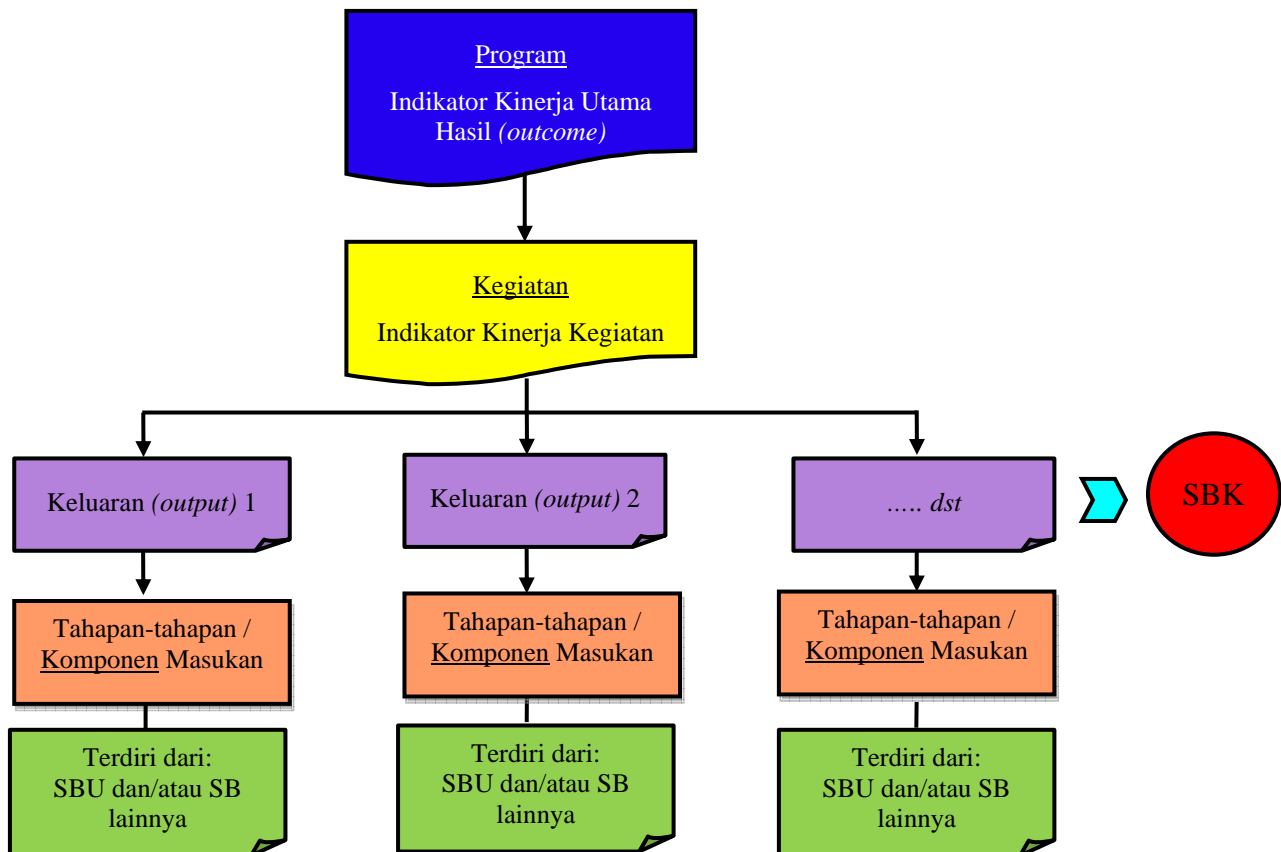 Program
Indikator Kinerja Utama
Hasil (outcome)
Kegiatan
Indikator Kinerja Kegiatan
Keluaran (output) 1
Keluaran (output) 2
..... dst
SBK
Tahapan-tahapan /
Komponen Masukan
Tahapan-tahapan /
Komponen Masukan
Tahapan-tahapan /
Komponen Masukan
Terdiri dari:
SBU dan/atau SB
lainnya
Terdiri dari:
SBU dan/atau SB
lainnya
Terdiri dari:
SBU dan/atau SB
lainnya